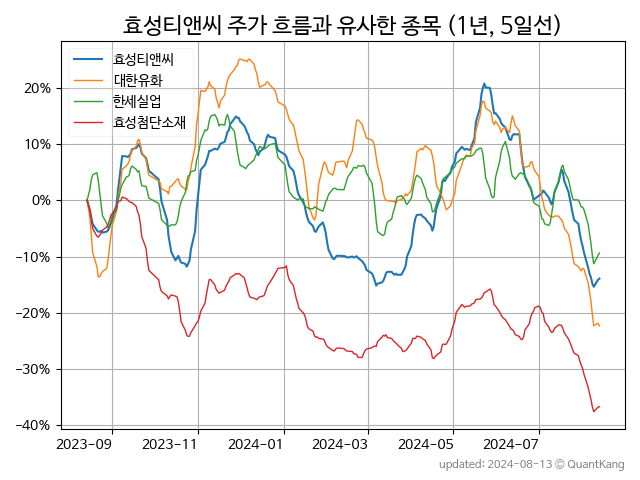 효성티앤씨 주가 흐름과 유사한 종목 (1년, 5일선)
효성티앤씨
대한유화
한세실업
효성첨단소재
20%
10%
0%
−10%
−20%
−30%
−40%
2023-09
2023-11
2024-01
2024-03
2024-05
2024-07
updated: 2024-08-13 © QuantKang